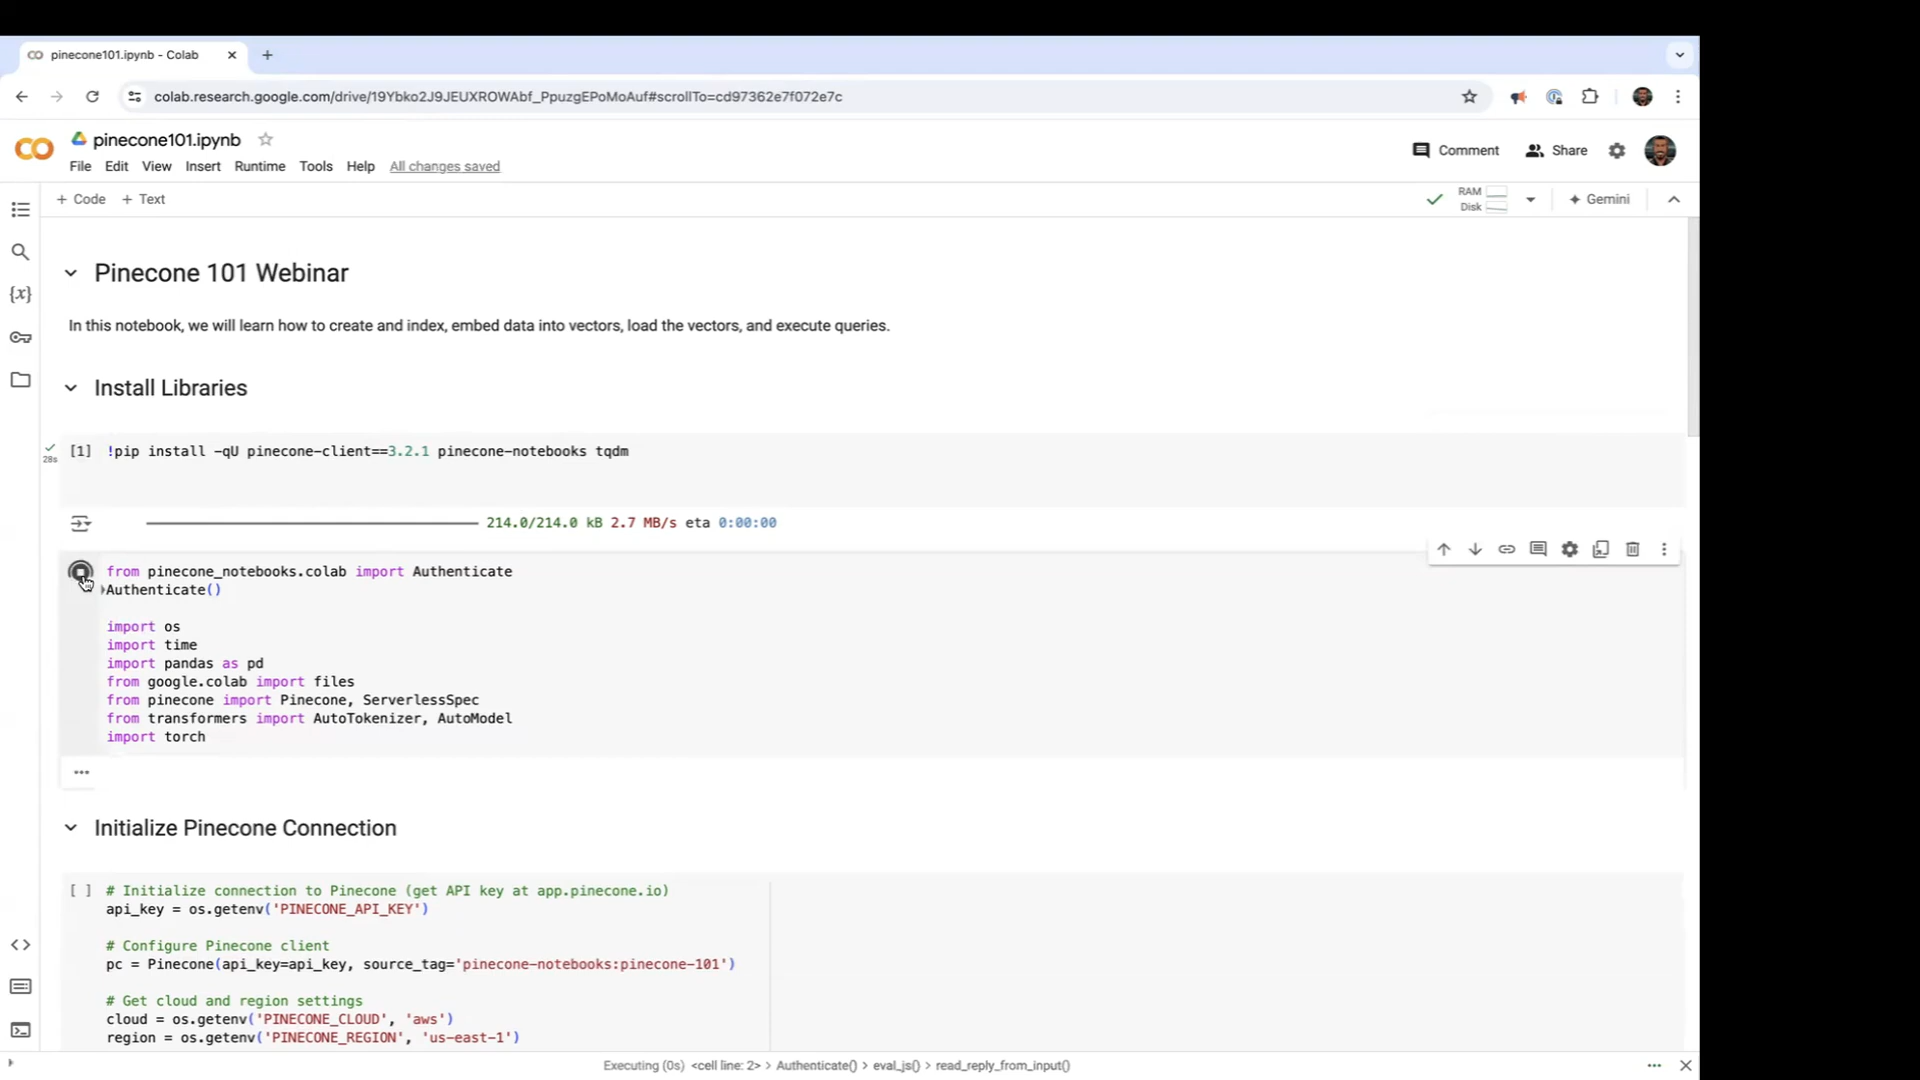 pinecone101.ipynb - Colab
colab.research.google.com/drive/19Ybko2J9JEUXROWAbf_PpuzgEPoMoAuf#scrollTo=cd97362e7f072e7c
pinecone101.ipynb
File Edit View Insert Runtime Tools Help All changes saved
Comment Share
+ Code + Text
RAM
Disk
Gemini
Pinecone 101 Webinar
In this notebook, we will learn how to create and index, embed data into vectors, load the vectors, and execute queries.
Install Libraries
28s
[1] !pip install -qU pinecone-client==3.2.1 pinecone-notebooks tqdm
214.0/214.0 kB 2.7 MB/s eta 0:00:00
from pinecone_notebooks.colab import Authenticate
Authenticate()
import os
import time
import pandas as pd
from google.colab import files
from pinecone import Pinecone, ServerlessSpec
from transformers import AutoTokenizer, AutoModel
import torch
Initialize Pinecone Connection
[ ] # Initialize connection to Pinecone (get API key at app.pinecone.io)
api_key = os.getenv('PINECONE_API_KEY')
# Configure Pinecone client
pc = Pinecone(api_key=api_key, source_tag='pinecone-notebooks:pinecone-101')
# Get cloud and region settings
cloud = os.getenv('PINECONE_CLOUD', 'aws')
region = os.getenv('PINECONE_REGION', 'us-east-1')
Executing (0s) <cell line: 2> > Authenticate() > eval_js() > read_reply_from_input()